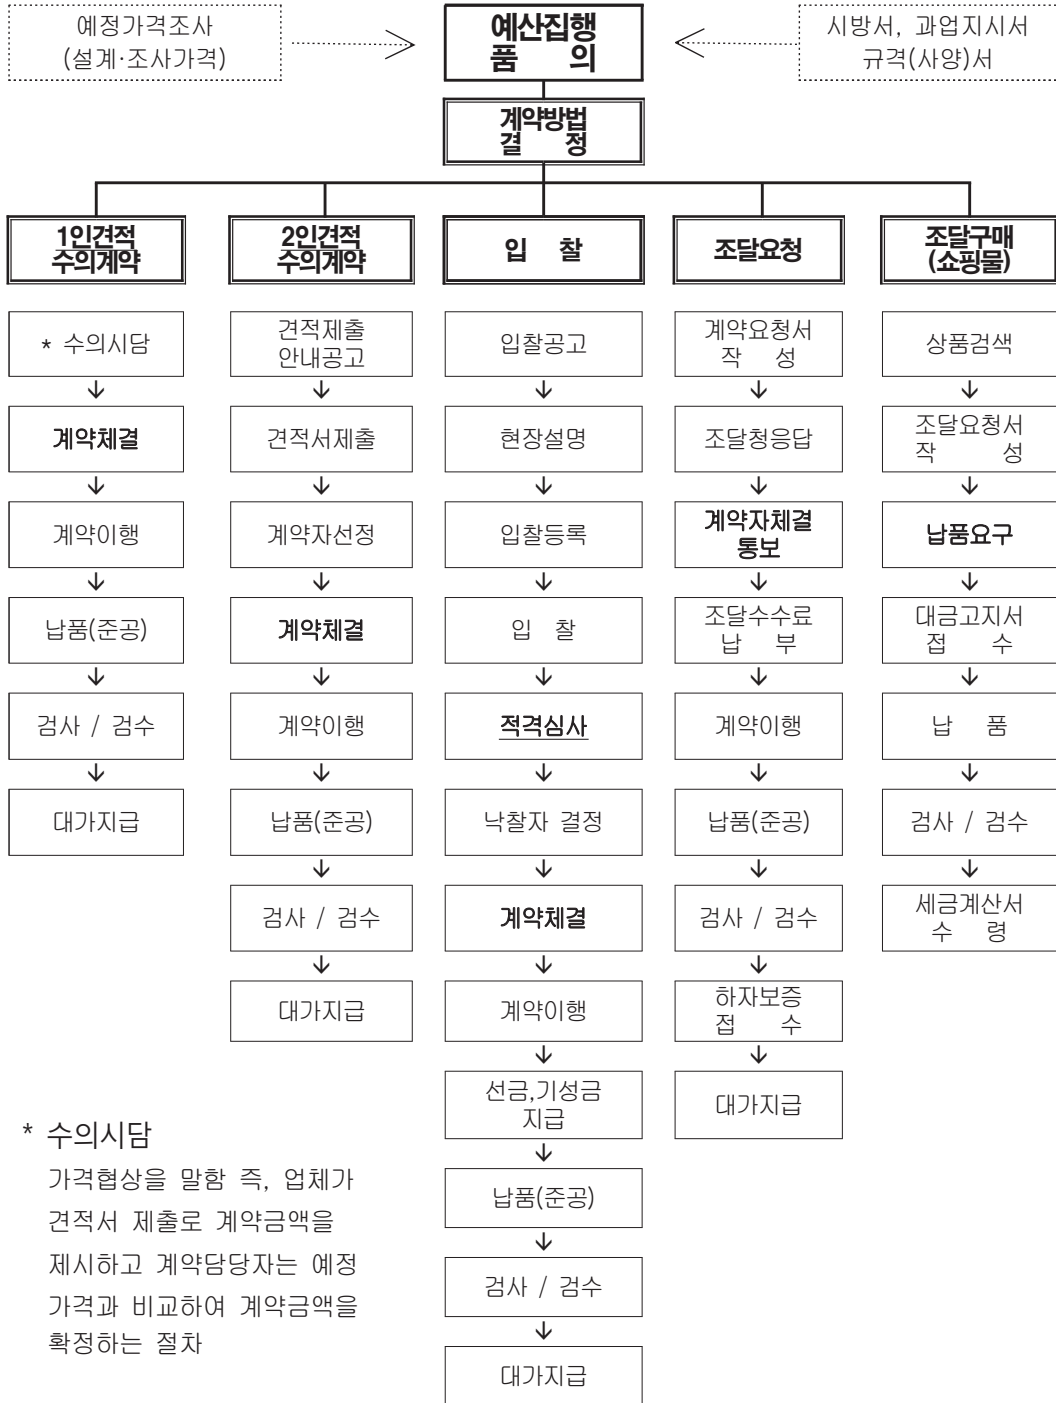 예정가격조사
(설계·조사가격)
예산집행
품 의
시방서, 과업지시서
규격(사양)서
계약방법
결 정
1인견적
수의계약
* 수의시담
계약체결
계약이행
납품(준공)
검사 / 검수
대가지급
2인견적
수의계약
견적제출
안내공고
견적서제출
계약자선정
계약체결
계약이행
납품(준공)
검사 / 검수
대가지급
입 찰
입찰공고
현장설명
입찰등록
입 찰
적격심사
낙찰자 결정
계약체결
계약이행
선금,기성금
지급
납품(준공)
검사 / 검수
대가지급
조달요청
계약요청서
작 성
조달청응답
계약자체결
통보
조달수수료
납 부
계약이행
납품(준공)
검사 / 검수
하자보증
접 수
대가지급
조달구매
(쇼핑물)
상품검색
조달요청서
작 성
납품요구
대금고지서
접 수
납 품
검사 / 검수
세금계산서
수 령
* 수의시담
가격협상을 말함 즉, 업체가
견적서 제출로 계약금액을
제시하고 계약담당자는 예정
가격과 비교하여 계약금액을
확정하는 절차